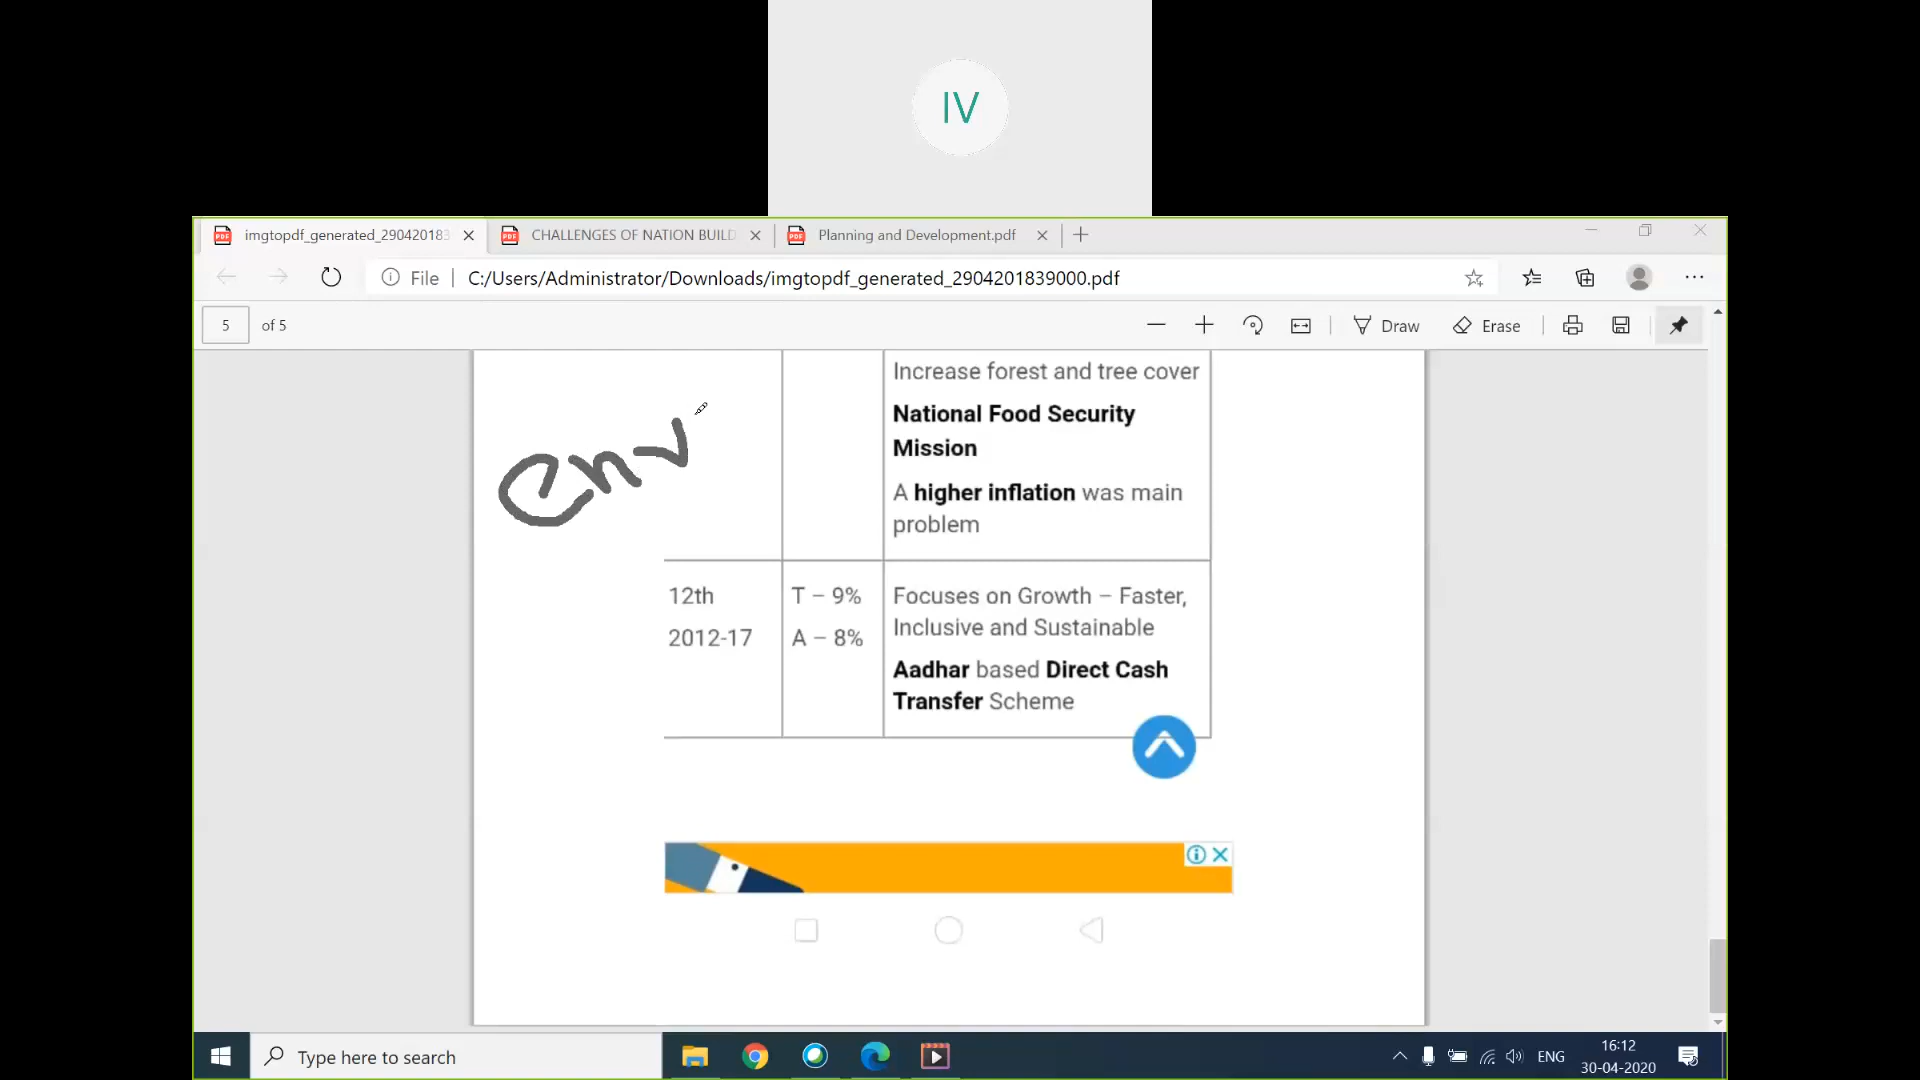 IV
imgtopdf_generated_290420183
CHALLENGES OF NATION BUILD
Planning and Development.pdf
File
C:/Users/Administrator/Downloads/imgtopdf_generated_2904201839000.pdf
5 of 5
Draw
Erase
Increase forest and tree cover
National Food Security
Mission
A higher inflation was main
problem
env
12th
2012-17
T – 9%
A – 8%
Focuses on Growth – Faster,
Inclusive and Sustainable
Aadhar based Direct Cash
Transfer Scheme
Type here to search
ENG
16:12
30-04-2020